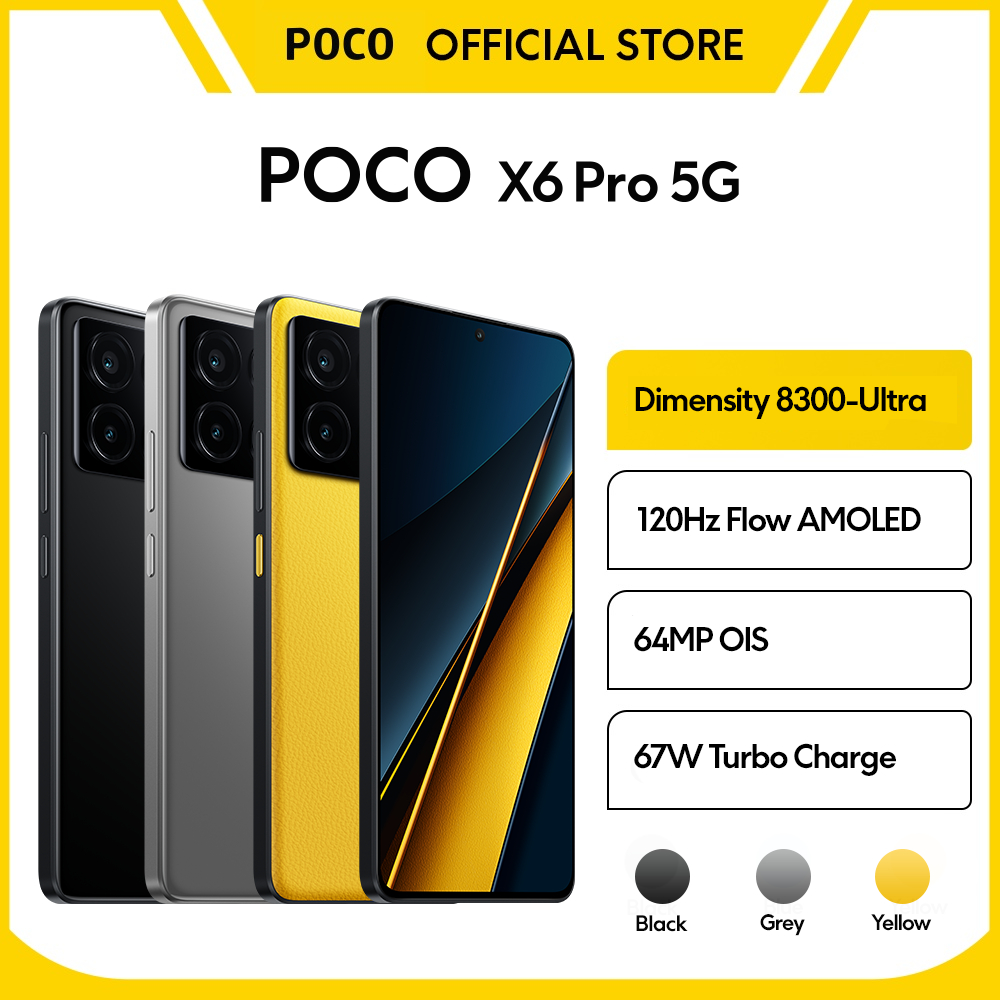 POCO OFFICIAL STORE
POCO X6 Pro 5G
Dimensity 8300-Ultra
120Hz Flow AMOLED
64MP OIS
67W Turbo Charge
Black Grey Yellow